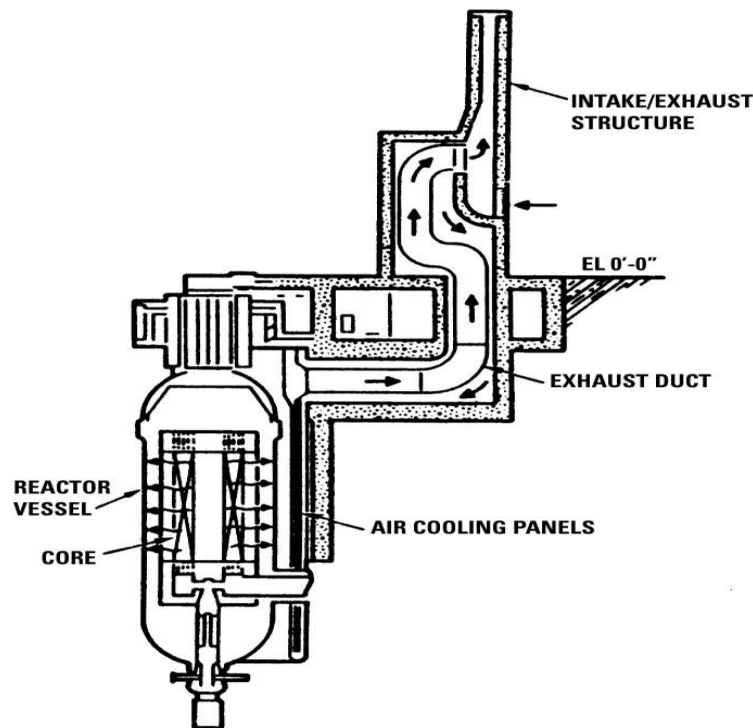 INTAKE/EXHAUST
STRUCTURE
EL 0'-0"
EXHAUST DUCT
REACTOR
VESSEL
AIR COOLING PANELS
CORE